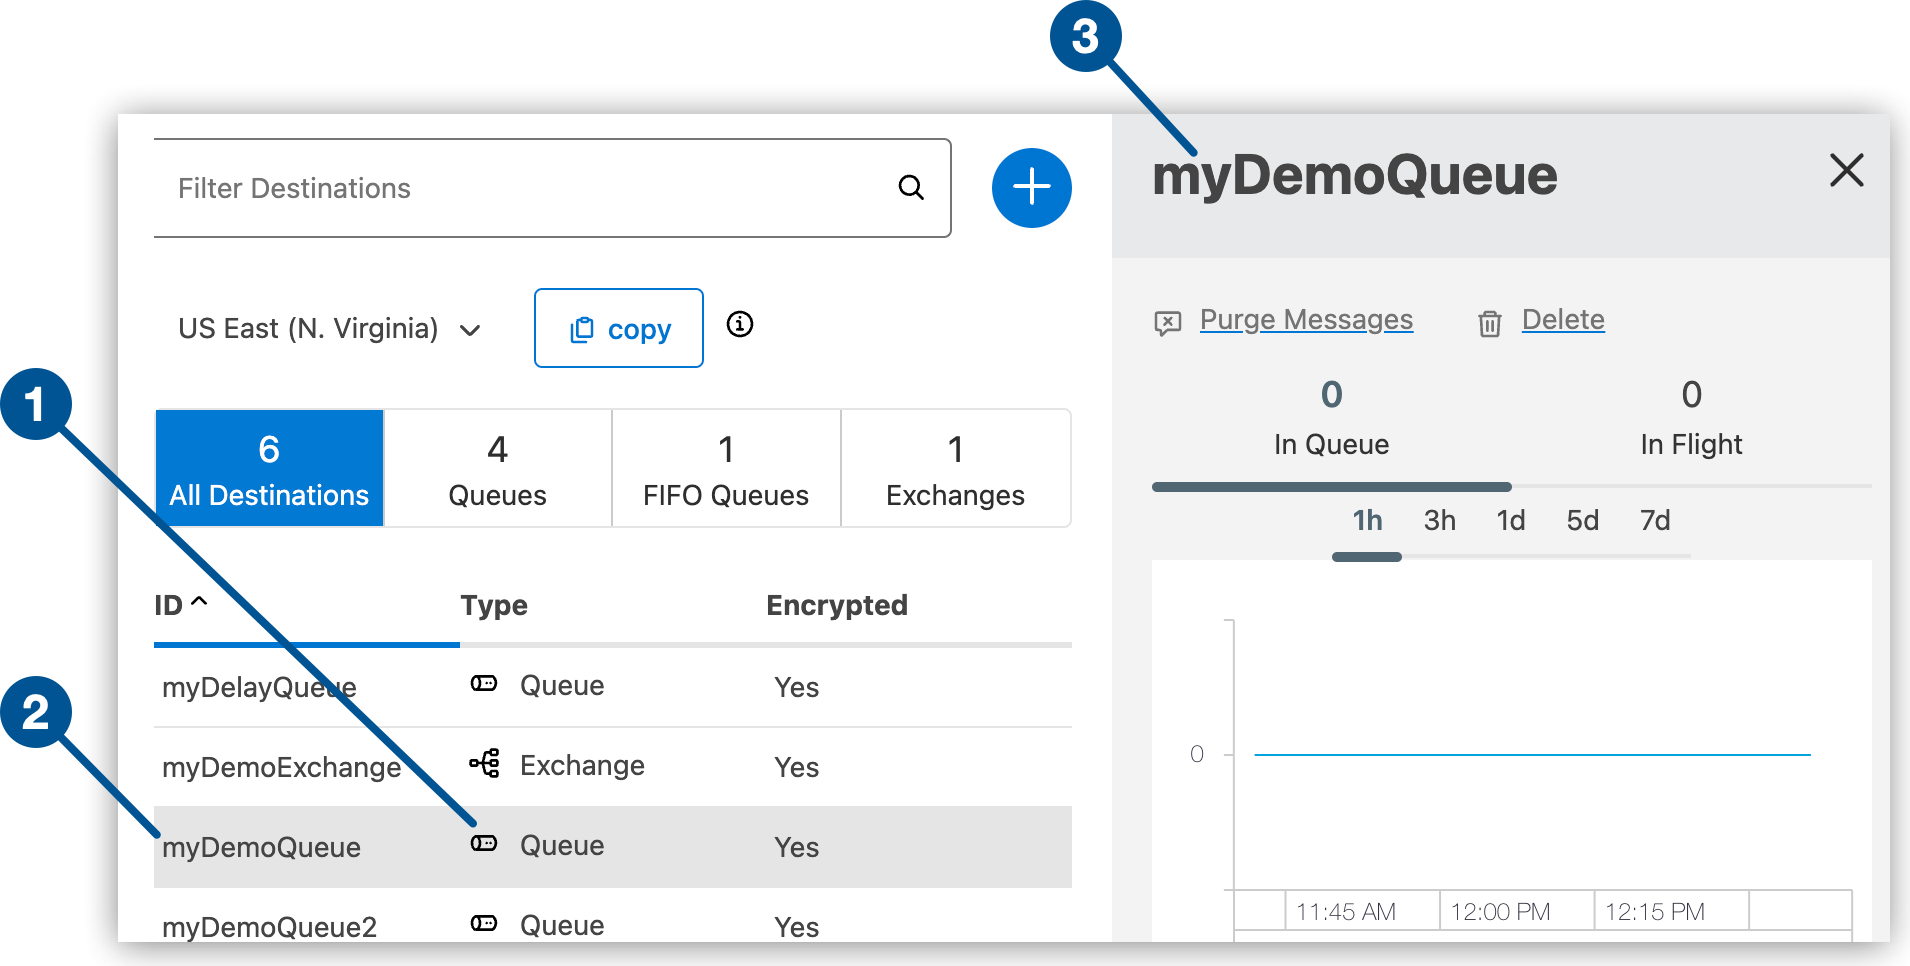 3
Filter Destinations
myDemoQueue
US East (N. Virginia)
copy
Purge Messages
Delete
1
6
All Destinations
4
Queues
1
FIFO Queues
1
Exchanges
0
In Queue
0
In Flight
1h 3h 1d 5d 7d
ID Type Encrypted
myDelayQueue Queue Yes
2
myDemoExchange Exchange Yes
myDemoQueue Queue Yes
myDemoQueue2 Queue Yes
0
11:45 AM 12:00 PM 12:15 PM